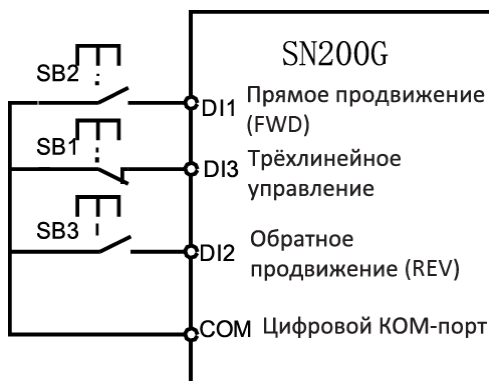 SN200G
SB2
DI1 Прямое продвижение
(FWD)
SB1
DI3 Трёхлинейное
управление
SB3
DI2 Обратное
продвижение (REV)
COM Цифровой КОМ-порт